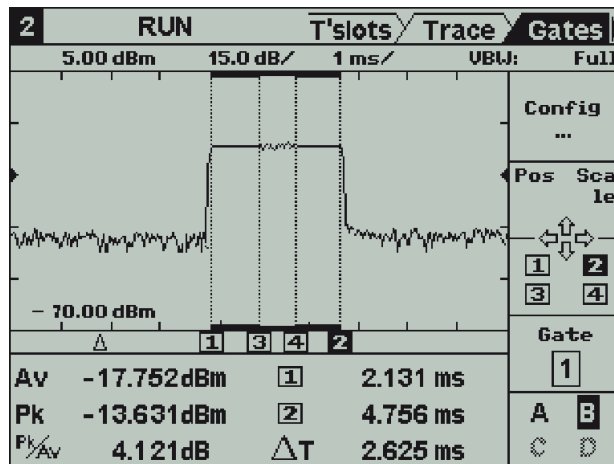 2 RUN T'slots Trace Gates
5.00 dBm 15.0 dB/ 1 ms/ VBW: Full
Config
...
Pos Sca
le
1 2
3 4
- 70.00 dBm
Δ 1 3 4 2
Gate
1
Av -17.752dBm 1 2.131 ms
Pk -13.631dBm 2 4.756 ms
Pk/Av 4.121dB ΔT 2.625 ms
A B
C D